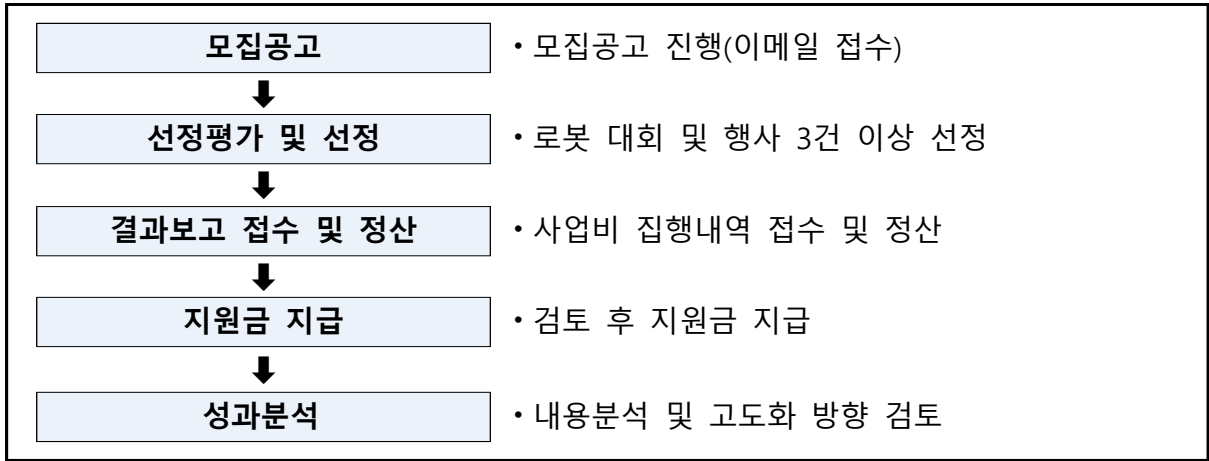 모집공고 • 모집공고 진행(이메일 접수)
선정평가 및 선정 • 로봇 대회 및 행사 3건 이상 선정
결과보고 접수 및 정산 • 사업비 집행내역 접수 및 정산
지원금 지급 • 검토 후 지원금 지급
성과분석 • 내용분석 및 고도화 방향 검토